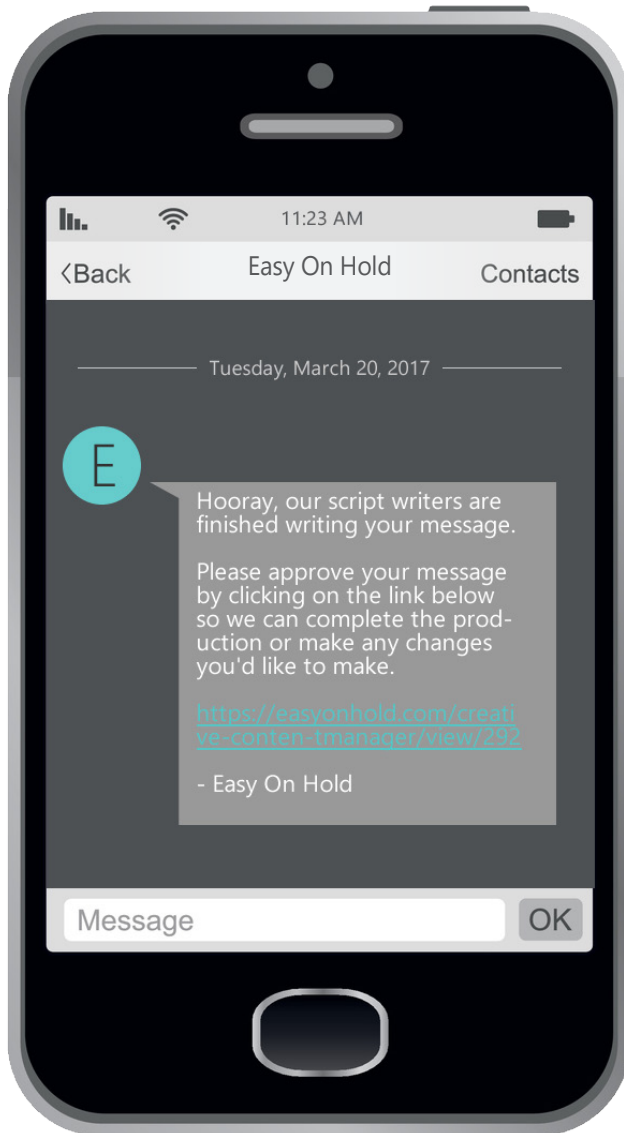 11:23 AM
<Back
Easy On Hold
Contacts
Tuesday, March 20, 2017
E
Hooray, our script writers are
finished writing your message.
Please approve your message
by clicking on the link below
so we can complete the prod-
uction or make any changes
you'd like to make.
https://easyonhold.com/creati
ve-conten-tmanager/view/292
- Easy On Hold
Message
OK